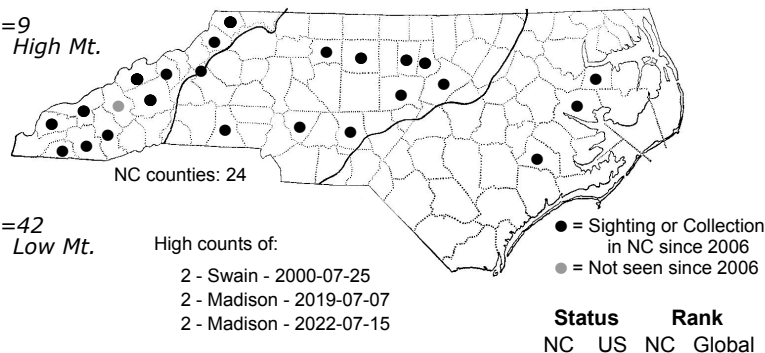 =9
High Mt.
NC counties: 24
=42
Low Mt.
High counts of:
2 - Swain - 2000-07-25
2 - Madison - 2019-07-07
2 - Madison - 2022-07-15
= Sighting or Collection
in NC since 2006
= Not seen since 2006
Status Rank
NC US NC Global